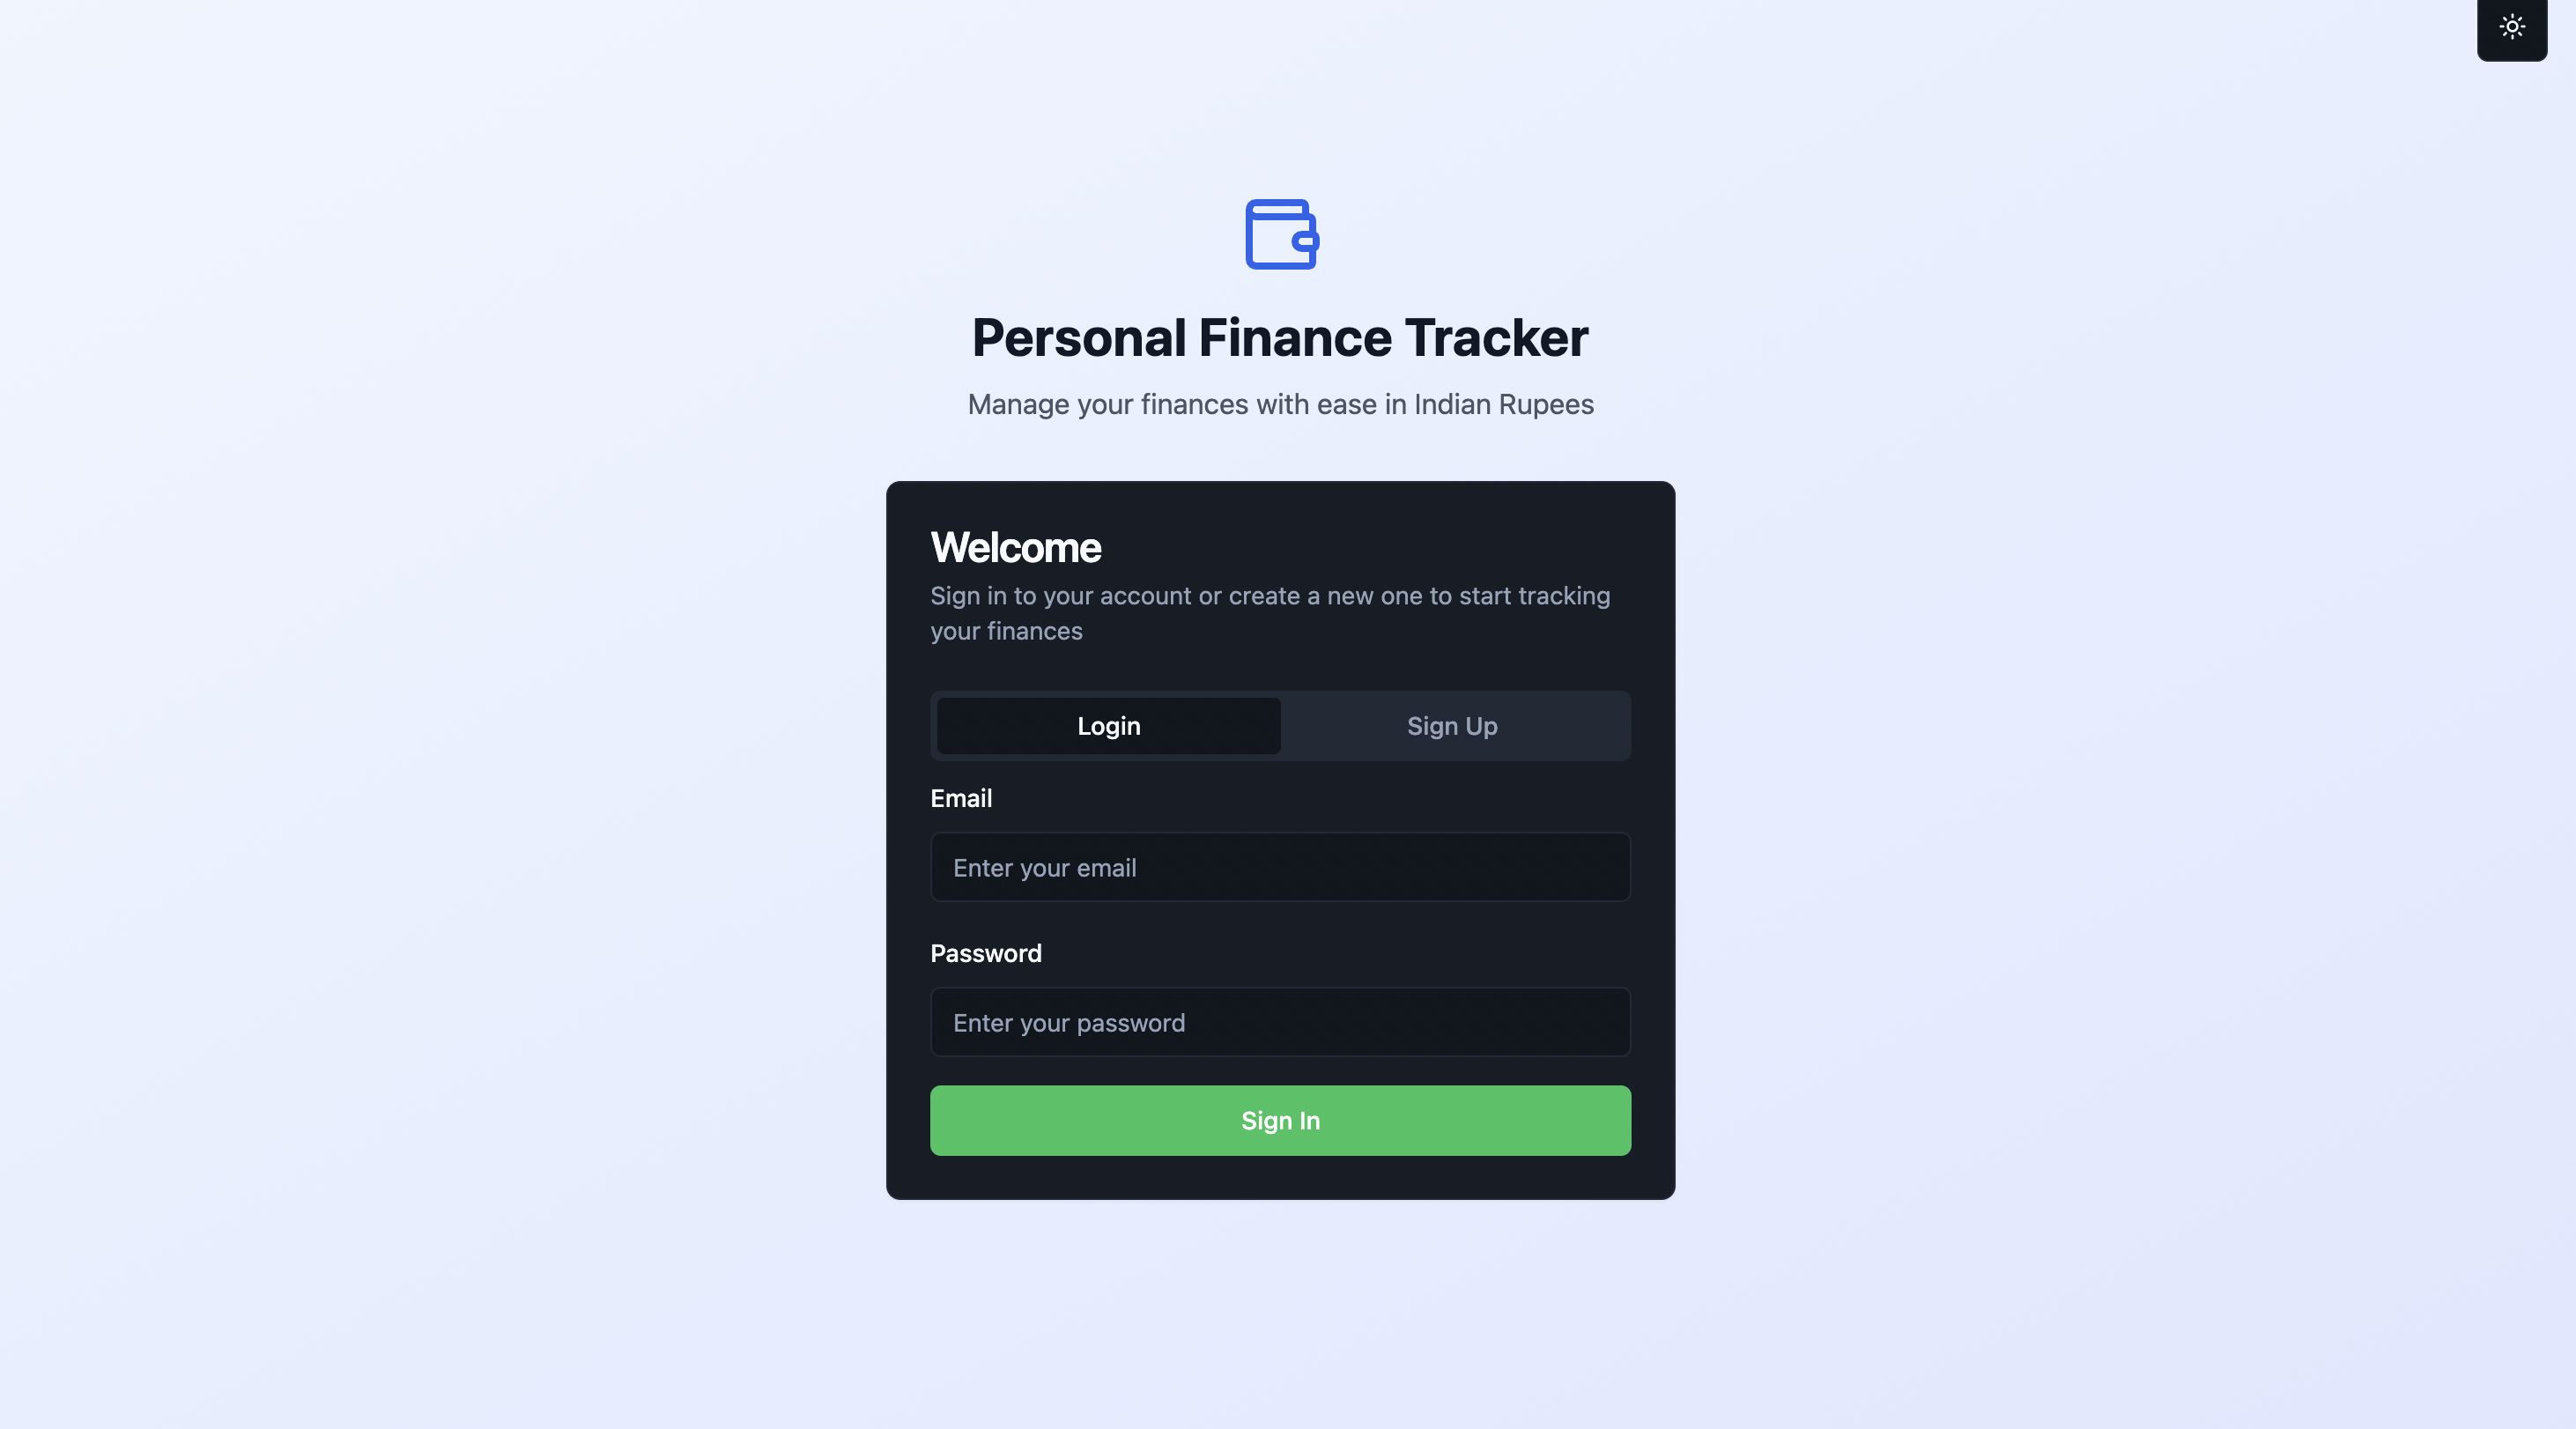 Personal Finance Tracker
Manage your finances with ease in Indian Rupees
Welcome
Sign in to your account or create a new one to start tracking
your finances
Login
Sign Up
Email
Enter your email
Password
Enter your password
Sign In